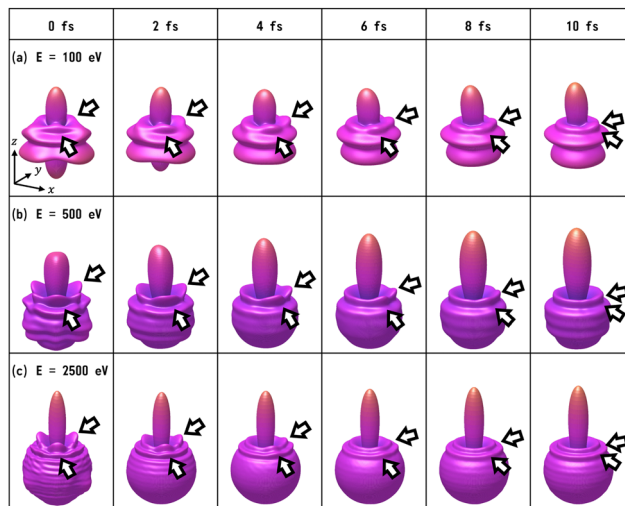 0 fs 2 fs 4 fs 6 fs 8 fs 10 fs
(a) E = 100 eV
z
y
x
(b) E = 500 eV
(c) E = 2500 eV